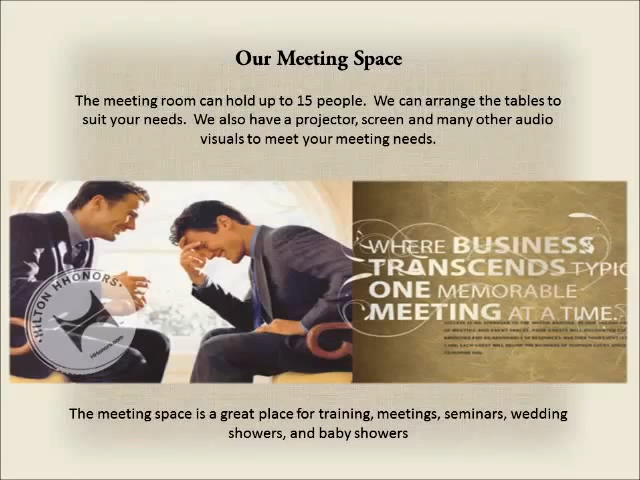 Our Meeting Space
The meeting room can hold up to 15 people. We can arrange the tables to
suit your needs. We also have a projector, screen and many other audio
visuals to meet your meeting needs.
HILTON HHONORS
HHonors.com
WHERE BUSINESS
TRANSCENDS TYPIC
ONE MEMORABLE
MEETING AT A TIME.
The meeting space is a great place for training, meetings, seminars, wedding
showers, and baby showers